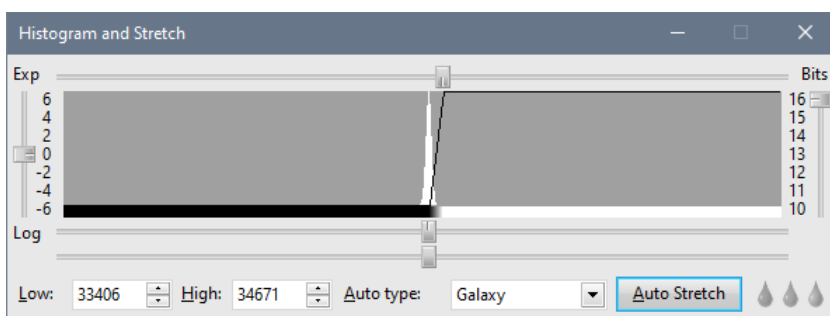 Histogram and Stretch
Exp
Bits
6
4
2
0
-2
-4
-6
16
15
14
13
12
11
10
Log
Low: 33406 High: 34671 Auto type: Galaxy Auto Stretch